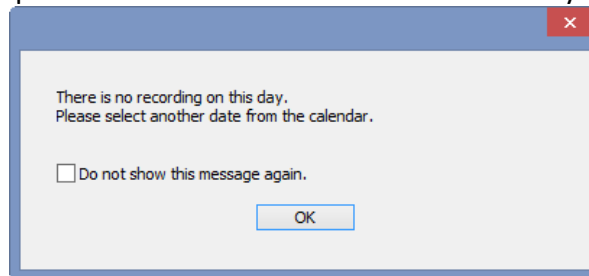 There is no recording on this day.
Please select another date from the calendar.
Do not show this message again.
OK